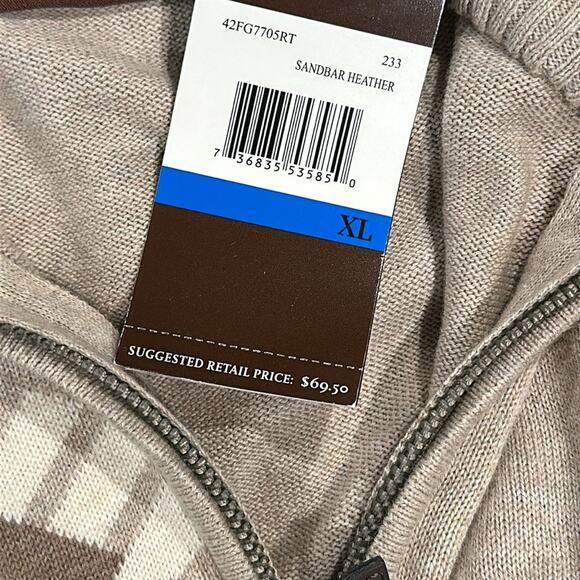 42FG7705RT 233
SANDBAR HEATHER
7 36835 53585 0
XL
SUGGESTED RETAIL PRICE: $69.50